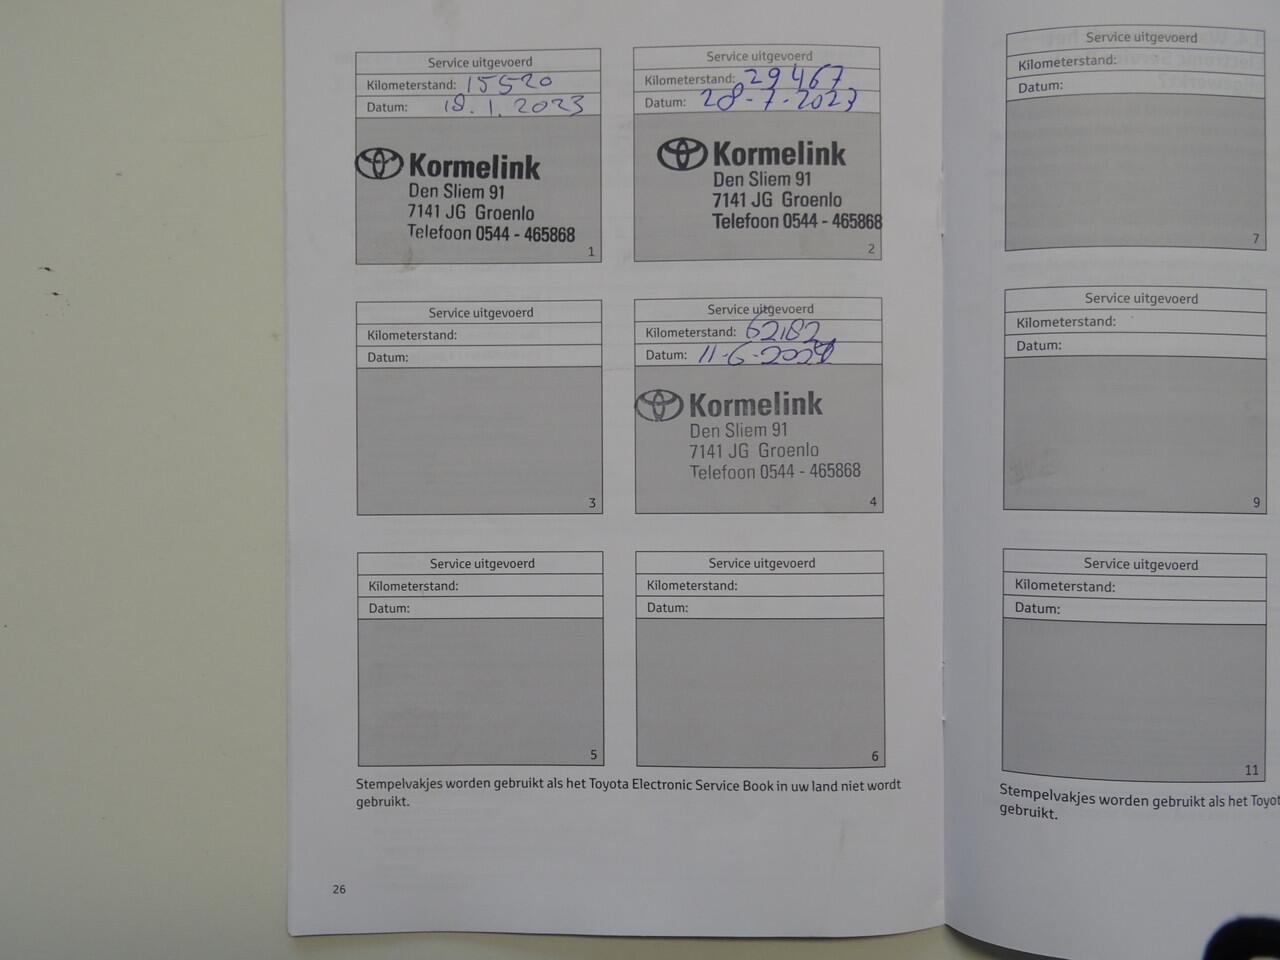 Service uitgevoerd
Kilometerstand: 15520
Datum: 18.1.2023
Kormelink
Den Sliem 91
7141 JG Groenlo
Telefoon 0544 - 465868
1
Service uitgevoerd
Kilometerstand: 29467
Datum: 28-7-2023
Kormelink
Den Sliem 91
7141 JG Groenlo
Telefoon 0544 - 465868
2
Service uitgevoerd
Kilometerstand:
Datum:
3
Service uitgevoerd
Kilometerstand: 62182
Datum: 11-6-2024
Kormelink
Den Sliem 91
7141 JG Groenlo
Telefoon 0544 - 465868
4
Service uitgevoerd
Kilometerstand:
Datum:
5
Service uitgevoerd
Kilometerstand:
Datum:
6
Stempelvakjes worden gebruikt als het Toyota Electronic Service Book in uw land niet wordt
gebruikt.
26
Service uitgevoerd
Kilometerstand:
Datum:
7
Service uitgevoerd
Kilometerstand:
Datum:
9
Service uitgevoerd
Kilometerstand:
Datum:
11
Stempelvakjes worden gebruikt als het Toyot
gebruikt.